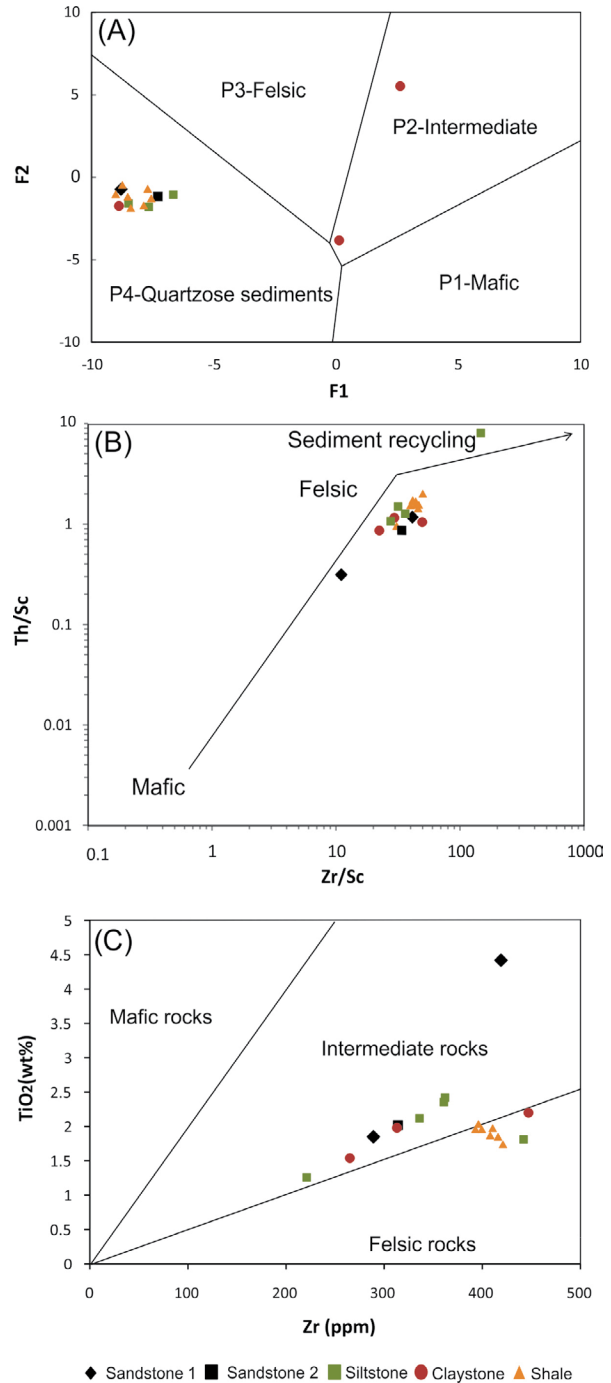 (A)
10
P3-Felsic
5
P2-Intermediate
F2
0
-5
P4-Quartzose sediments
P1-Mafic
-10
-10 -5 0 5 10
F1
10
(B)
Sediment recycling
Felsic
1
Th/Sc
0.1
0.01
Mafic
0.001
0.1 1 10 100 1000
Zr/Sc
5
(C)
4.5
4
Mafic rocks
3.5
Intermediate rocks
3
TiO2(wt%)
2.5
2
1.5
1
0.5
Felsic rocks
0
0 100 200 300 400 500
Zr (ppm)
Sandstone 1 Sandstone 2 Siltstone Claystone Shale